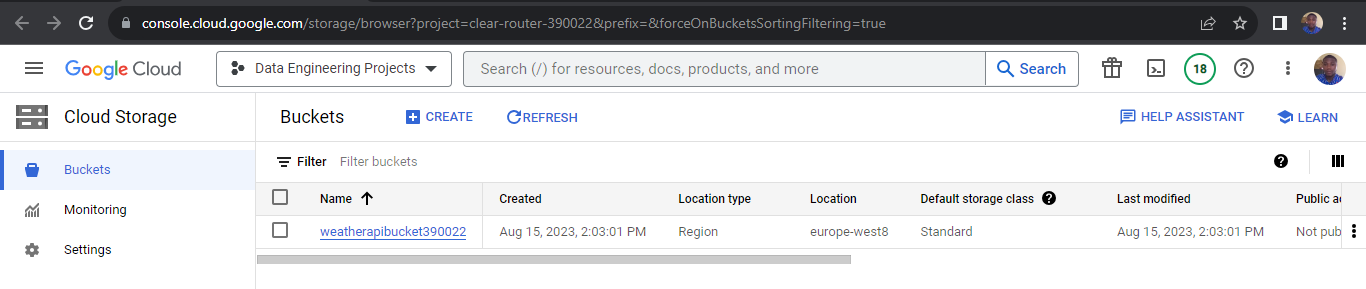 console.cloud.google.com/storage/browser?project=clear-router-390022&prefix=&forceOnBucketsSortingFiltering=true
Google Cloud Data Engineering Projects Search (/) for resources, docs, products, and more Search 18
Cloud Storage Buckets CREATE REFRESH HELP ASSISTANT LEARN
Buckets Filter Filter buckets
Name Created Location type Location Default storage class Last modified Public ac
Monitoring
weatherapibucket390022 Aug 15, 2023, 2:03:01 PM Region europe-west8 Standard Aug 15, 2023, 2:03:01 PM Not pub
Settings